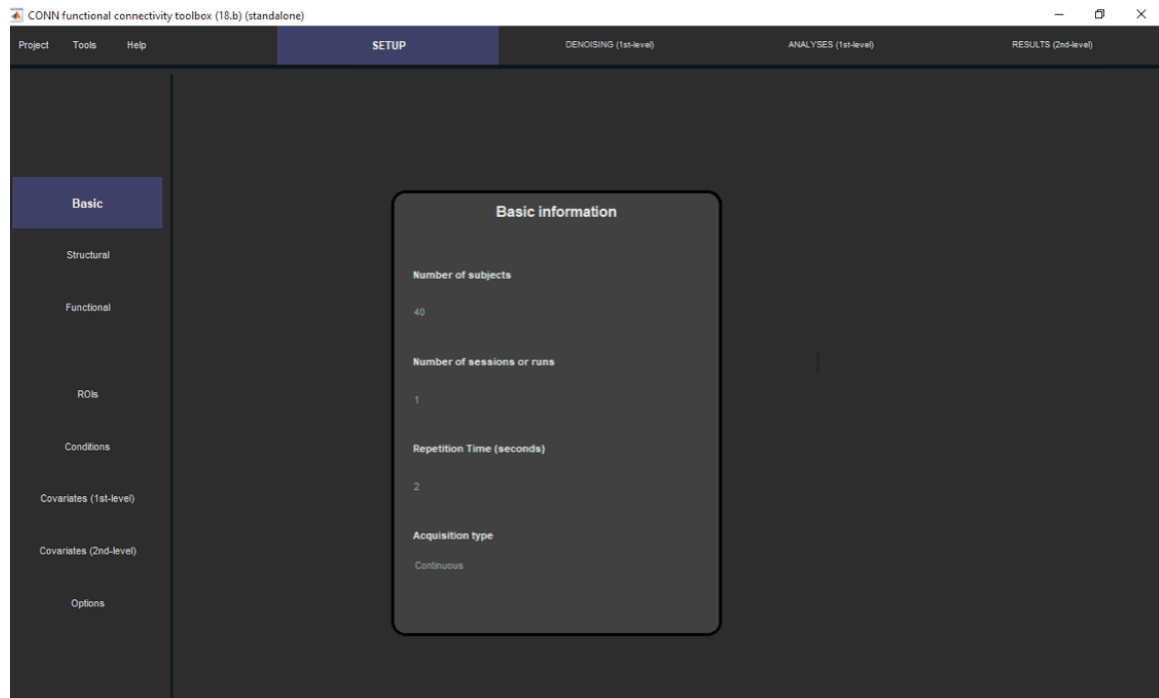 CONN functional connectivity toolbox (18.b) (standalone)
Project Tools Help SETUP DENOISING (1st-level) ANALYSES (1st-level) RESULTS (2nd-level)
Basic
Structural
Functional
ROIs
Conditions
Covariates (1st-level)
Covariates (2nd-level)
Options
Basic information
Number of subjects
40
Number of sessions or runs
1
Repetition Time (seconds)
2
Acquisition type
Continuous